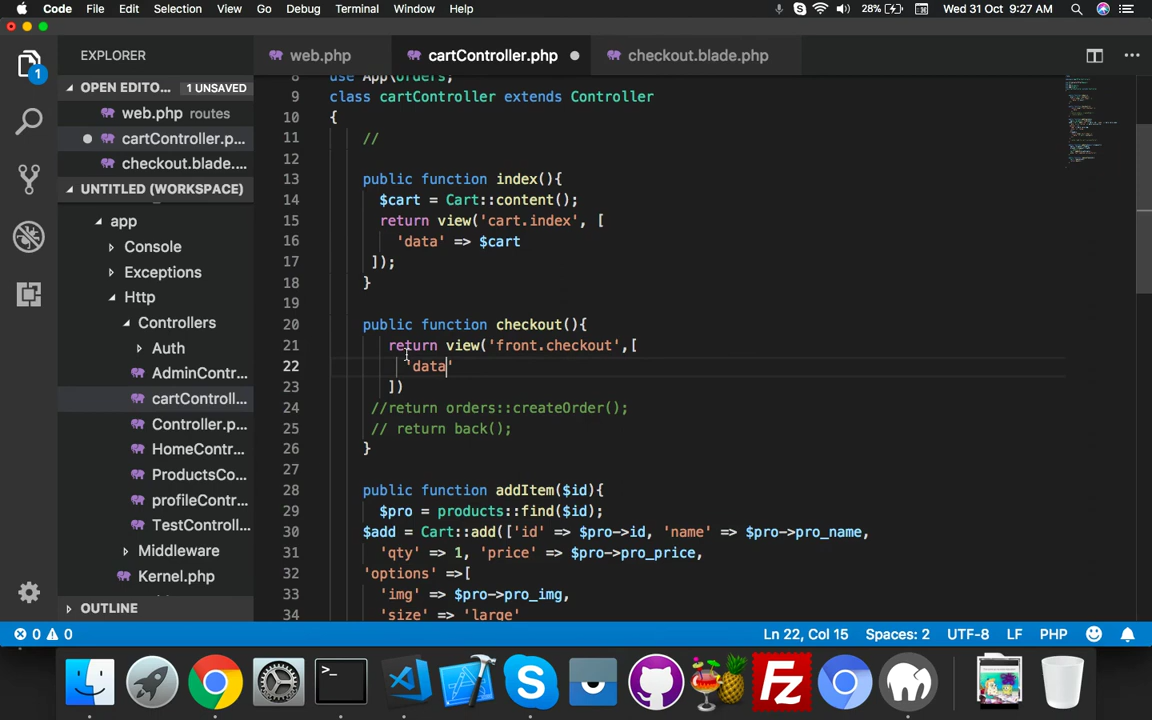 Code File Edit Selection View Go Debug Terminal Window Help 28% Wed 31 Oct 9:27 AM
EXPLORER web.php cartController.php checkout.blade.php
OPEN EDITO... 1 UNSAVED
web.php routes
cartController.p...
checkout.blade....
UNTITLED (WORKSPACE)
app
Console
Exceptions
Http
Controllers
Auth
AdminContr...
cartControll...
Controller.p...
HomeContr...
ProductsCo...
profileContr...
TestControll...
Middleware
Kernel.php
OUTLINE
1
8 use App\orders;
9 class cartController extends Controller
10 {
11 //
12
13 public function index(){
14 $cart = Cart::content();
15 return view('cart.index', [
16 'data' => $cart
17 ]);
18 }
19
20 public function checkout(){
21 return view('front.checkout',[
22 'data'
23 ])
24 //return orders::createOrder();
25 // return back();
26 }
27
28 public function addItem($id){
29 $pro = products::find($id);
30 $add = Cart::add(['id' => $pro->id, 'name' => $pro->pro_name,
31 'qty' => 1, 'price' => $pro->pro_price,
32 'options' =>[
33 'img' => $pro->pro_img,
34 'size' => 'large'
0 0 Ln 22, Col 15 Spaces: 2 UTF-8 LF PHP
>_ S Fz